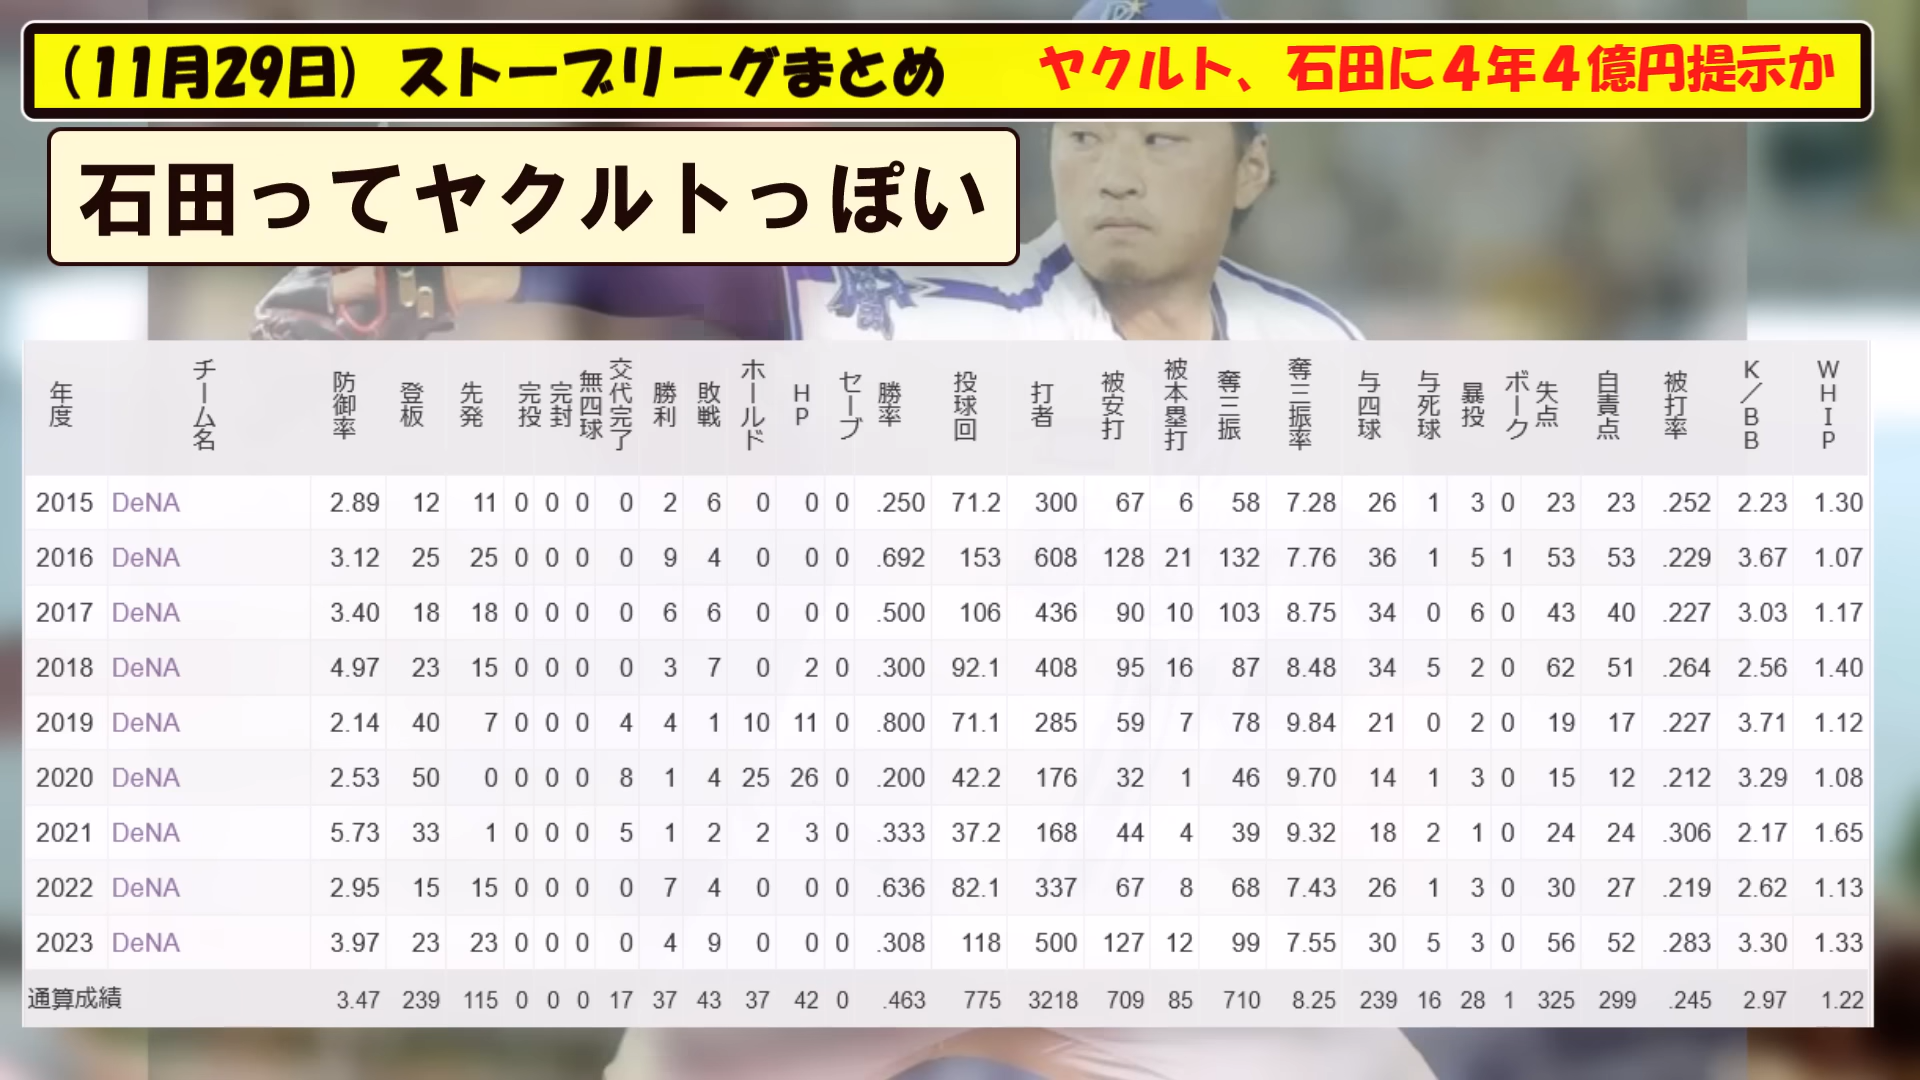 （11月29日）ストーブリーグまとめ　ヤクルト、石田に４年４億円提示か
石田ってヤクルトっぽい
年度 チーム名 防御率 登板 先発 完投 完封 無四球 交代完了 勝利 敗戦 ホールド HP セーブ 勝率 投球回 打者 被安打 被本塁打 奪三振 奪三振率 与四球 与死球 暴投 ボーク 失点 自責点 被打率 K／BB WHIP
2015 DeNA 2.89 12 11 0 0 0 0 2 6 0 0 0 .250 71.2 300 67 6 58 7.28 26 1 3 0 23 23 .252 2.23 1.30
2016 DeNA 3.12 25 25 0 0 0 0 9 4 0 0 0 .692 153 608 128 21 132 7.76 36 1 5 1 53 53 .229 3.67 1.07
2017 DeNA 3.40 18 18 0 0 0 0 6 6 0 0 0 .500 106 436 90 10 103 8.75 34 0 6 0 43 40 .227 3.03 1.17
2018 DeNA 4.97 23 15 0 0 0 0 3 7 0 2 0 .300 92.1 408 95 16 87 8.48 34 5 2 0 62 51 .264 2.56 1.40
2019 DeNA 2.14 40 7 0 0 0 4 4 1 10 11 0 .800 71.1 285 59 7 78 9.84 21 0 2 0 19 17 .227 3.71 1.12
2020 DeNA 2.53 50 0 0 0 0 8 1 4 25 26 0 .200 42.2 176 32 1 46 9.70 14 1 3 0 15 12 .212 3.29 1.08
2021 DeNA 5.73 33 1 0 0 0 5 1 2 2 3 0 .333 37.2 168 44 4 39 9.32 18 2 1 0 24 24 .306 2.17 1.65
2022 DeNA 2.95 15 15 0 0 0 0 7 4 0 0 0 .636 82.1 337 67 8 68 7.43 26 1 3 0 30 27 .219 2.62 1.13
2023 DeNA 3.97 23 23 0 0 0 0 4 9 0 0 0 .308 118 500 127 12 99 7.55 30 5 3 0 56 52 .283 3.30 1.33
通算成績 3.47 239 115 0 0 0 17 37 43 37 42 0 .463 775 3218 709 85 710 8.25 239 16 28 1 325 299 .245 2.97 1.22